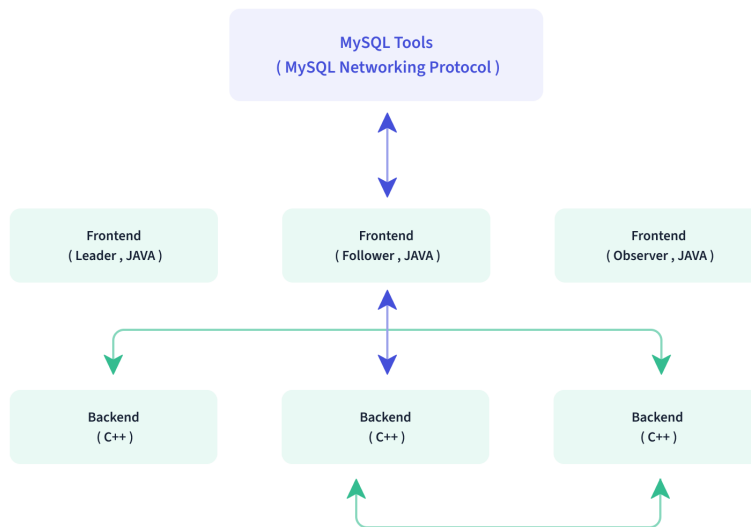 MySQL Tools
( MySQL Networking Protocol )
Frontend
( Leader , JAVA )
Frontend
( Follower , JAVA )
Frontend
( Observer , JAVA )
Backend
( C++ )
Backend
( C++ )
Backend
( C++ )